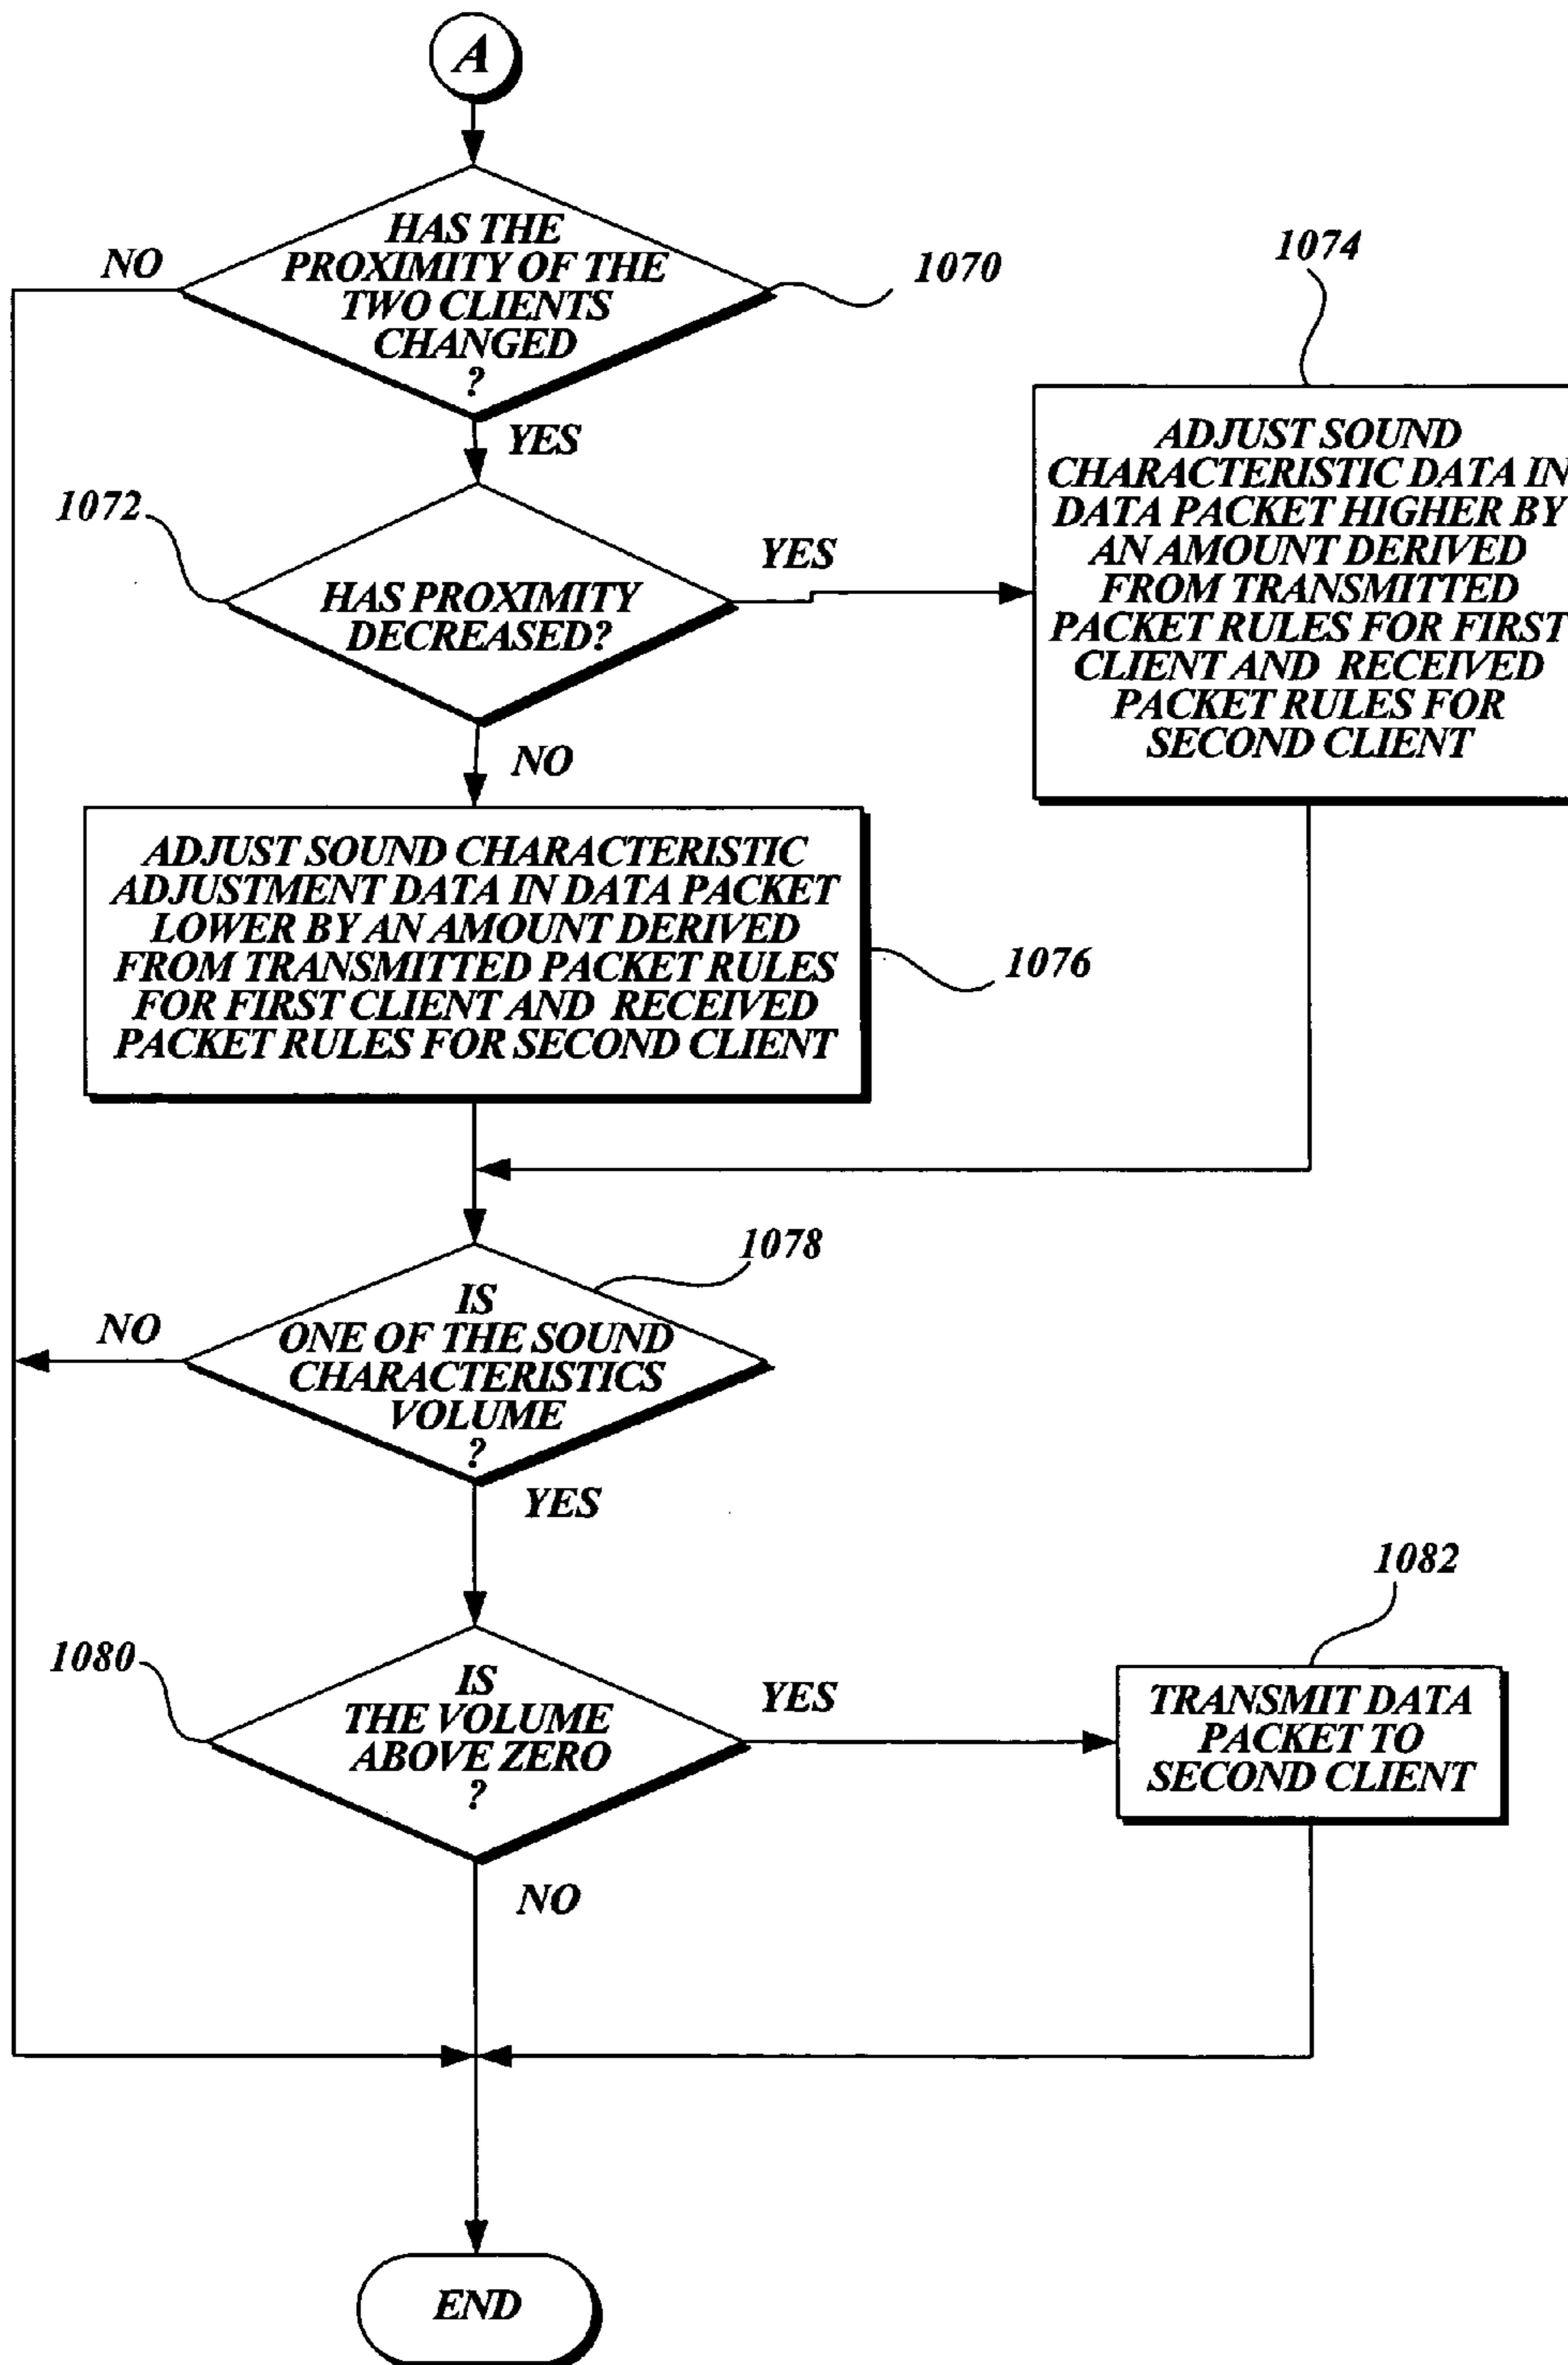 A
HAS THE
PROXIMITY OF THE
TWO CLIENTS
CHANGED
?
NO
1070
YES
1074
ADJUST SOUND
CHARACTERISTIC DATA IN
DATA PACKET HIGHER BY
AN AMOUNT DERIVED
FROM TRANSMITTED
PACKET RULES FOR FIRST
CLIENT AND RECEIVED
PACKET RULES FOR
SECOND CLIENT
1072
HAS PROXIMITY
DECREASED?
YES
NO
ADJUST SOUND CHARACTERISTIC
ADJUSTMENT DATA IN DATA PACKET
LOWER BY AN AMOUNT DERIVED
FROM TRANSMITTED PACKET RULES
FOR FIRST CLIENT AND RECEIVED
PACKET RULES FOR SECOND CLIENT
1076
1078
IS
ONE OF THE SOUND
CHARACTERISTICS
VOLUME
?
NO
YES
1080
IS
THE VOLUME
ABOVE ZERO
?
YES
1082
TRANSMIT DATA
PACKET TO
SECOND CLIENT
NO
END